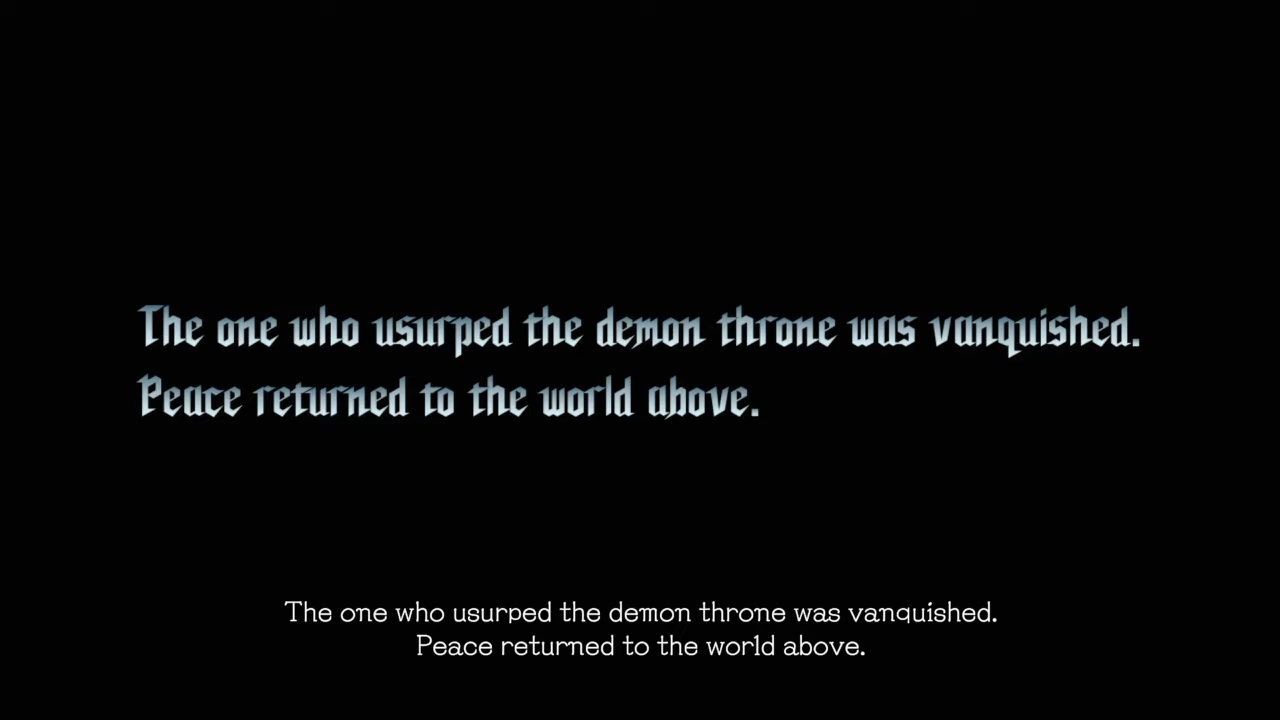 The one who usurped the demon throne was vanquished.
Peace returned to the world above.
The one who usurped the demon throne was vanquished.
Peace returned to the world above.